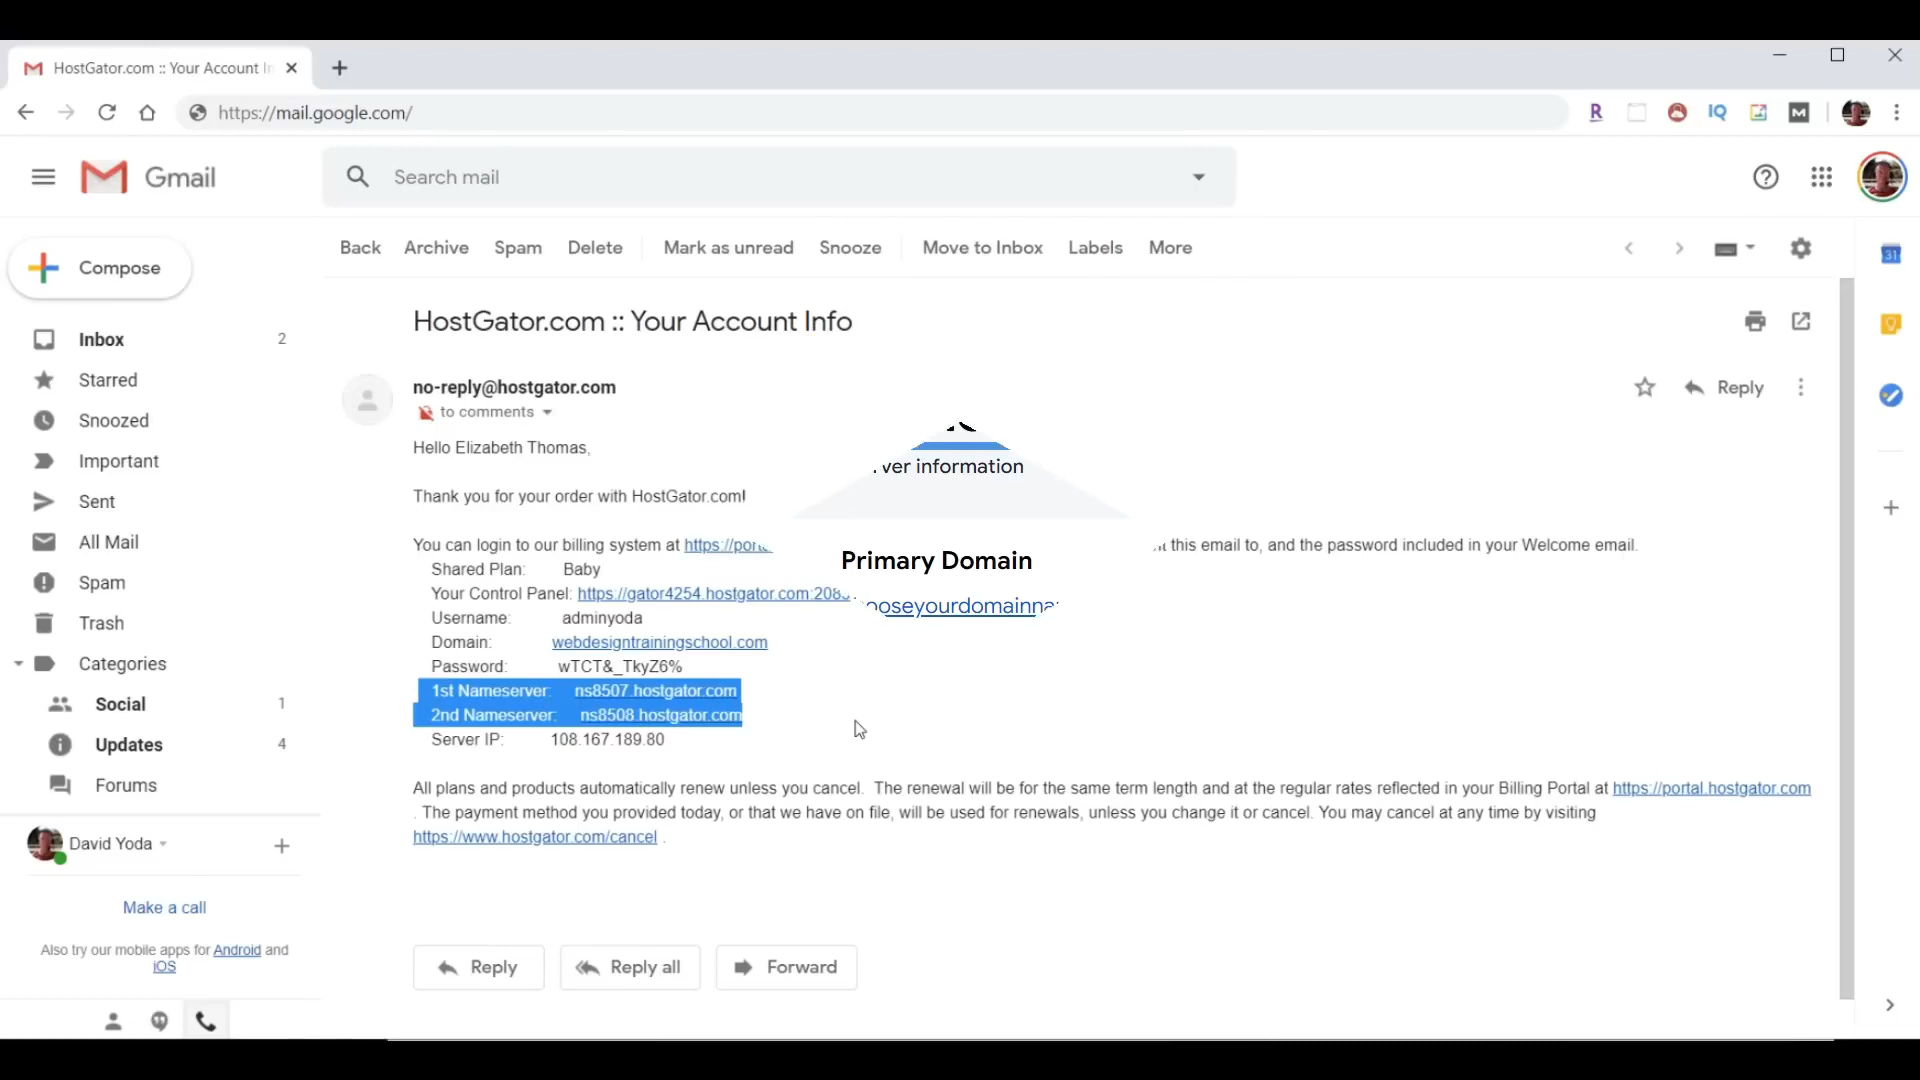 HostGator.com :: Your Account In
https://mail.google.com/
R
IQ
M
Gmail
Search mail
Compose
Back Archive Spam Delete Mark as unread Snooze Move to Inbox Labels More
31
Inbox 2
Starred
Snoozed
Important
Sent
All Mail
Spam
Trash
Categories
Social 1
Updates 4
Forums
David Yoda
Make a call
Also try our mobile apps for Android and
iOS
HostGator.com :: Your Account Info
no-reply@hostgator.com
Reply
to comments
Hello Elizabeth Thomas,
Thank you for your order with HostGator.com!
You can login to our billing system at https://por this email to, and the password included in your Welcome email.
Shared Plan: Baby
Your Control Panel: https://gator4254.hostgator.com:208
Username: adminyoda
Domain: webdesigntrainingschool.com
Password: wTCT&_TkyZ6%
1st Nameserver: ns8507.hostgator.com
2nd Nameserver: ns8508.hostgator.com
Server IP: 108.167.189.80
ver information
Primary Domain
ooseyourdomainna
All plans and products automatically renew unless you cancel. The renewal will be for the same term length and at the regular rates reflected in your Billing Portal at https://portal.hostgator.com
. The payment method you provided today, or that we have on file, will be used for renewals, unless you change it or cancel. You may cancel at any time by visiting
https://www.hostgator.com/cancel .
Reply Reply all Forward